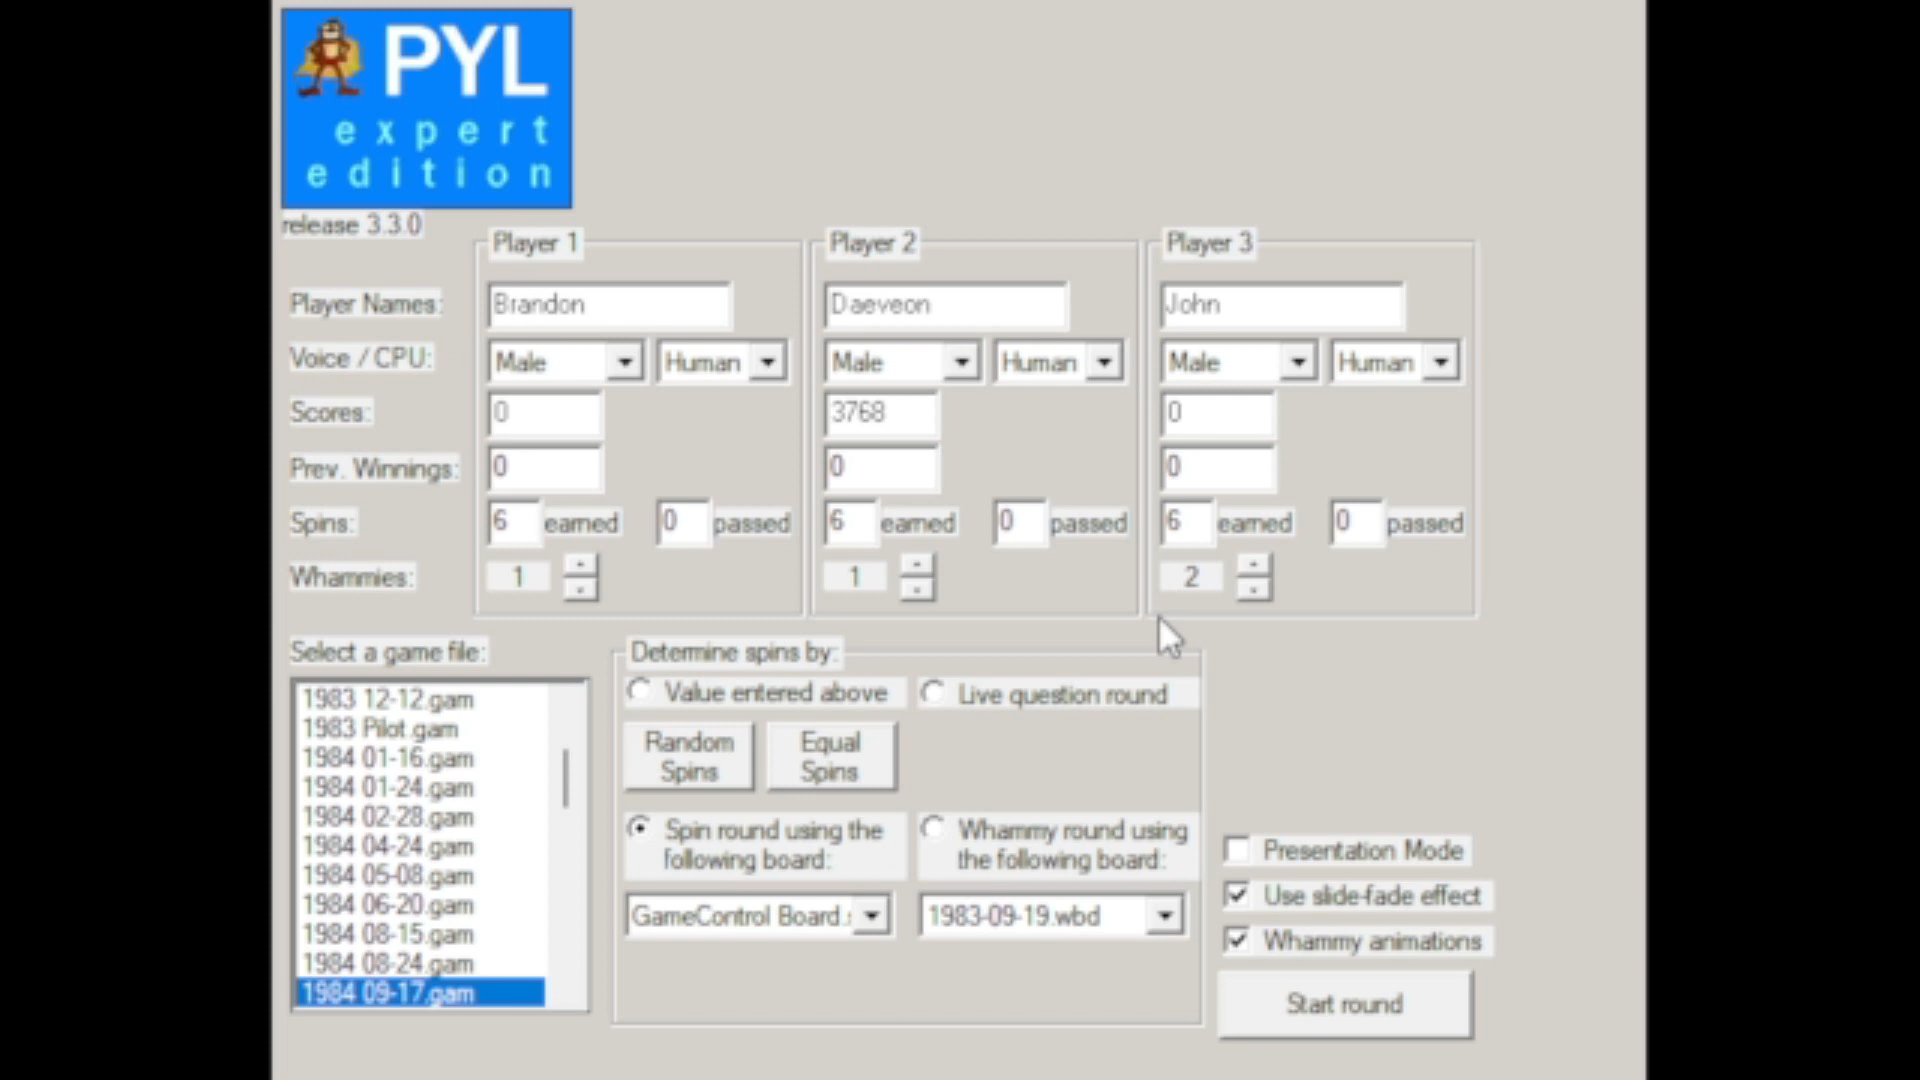 PYL
expert
edition
release 3.3.0
Player 1 Player 2 Player 3
Player Names: Brandon Daeveon John
Voice / CPU: Male Human Male Human Male Human
Scores: 0 3768 0
Prev. Winnings: 0 0 0
Spins: 6 earned 0 passed 6 earned 0 passed 6 earned 0 passed
Whammies: 1 1 2
Select a game file:
1983 12-12.gam
1983 Pilot.gam
1984 01-16.gam
1984 01-24.gam
1984 02-28.gam
1984 04-24.gam
1984 05-08.gam
1984 06-20.gam
1984 08-15.gam
1984 08-24.gam
1984 09-17.gam
Determine spins by:
Value entered above Live question round
Random
Spins
Equal
Spins
Spin round using the
following board:
Whammy round using
the following board:
GameControl Board. 1983-09-19.wbd
Presentation Mode
Use slide-fade effect
Whammy animations
Start round